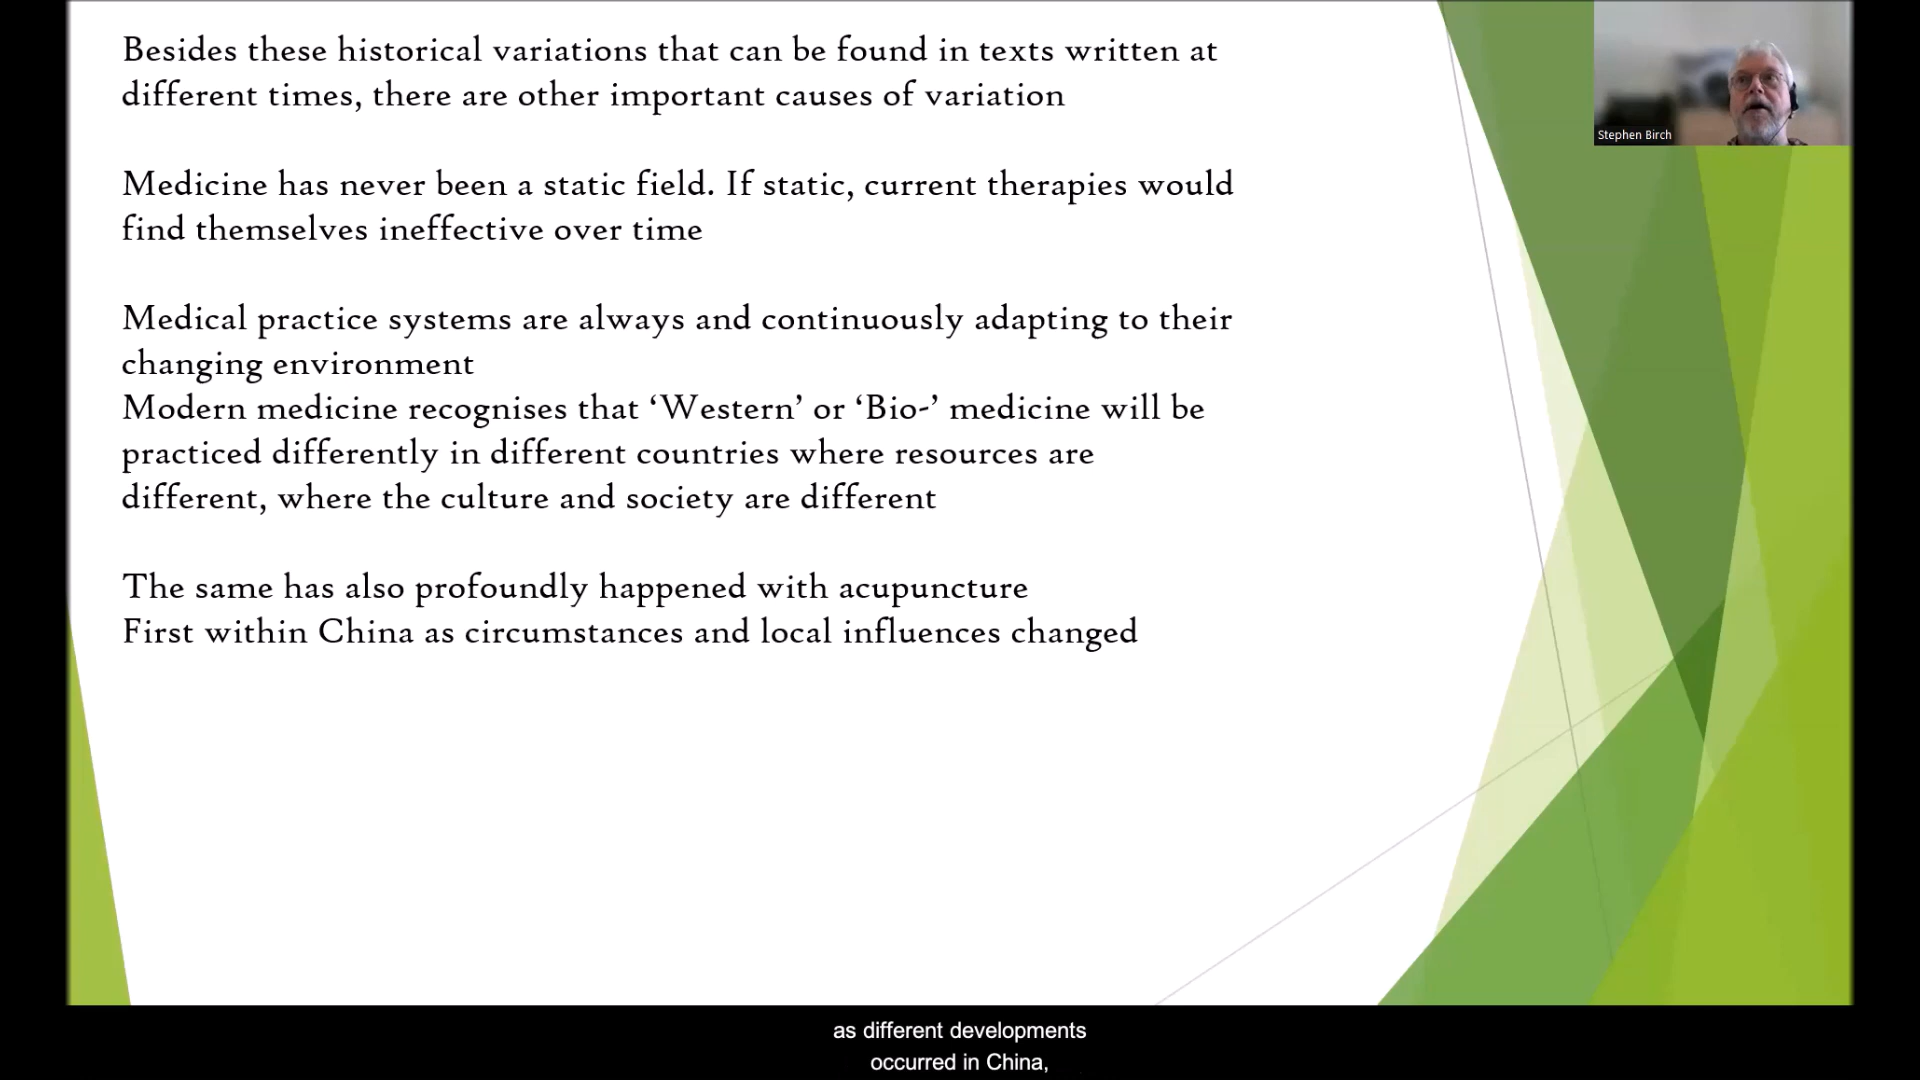 Besides these historical variations that can be found in texts written at
different times, there are other important causes of variation
Medicine has never been a static field. If static, current therapies would
find themselves ineffective over time
Medical practice systems are always and continuously adapting to their
changing environment
Modern medicine recognises that ‘Western’ or ‘Bio-’ medicine will be
practiced differently in different countries where resources are
different, where the culture and society are different
The same has also profoundly happened with acupuncture
First within China as circumstances and local influences changed
Stephen Birch
as different developments
occurred in China,